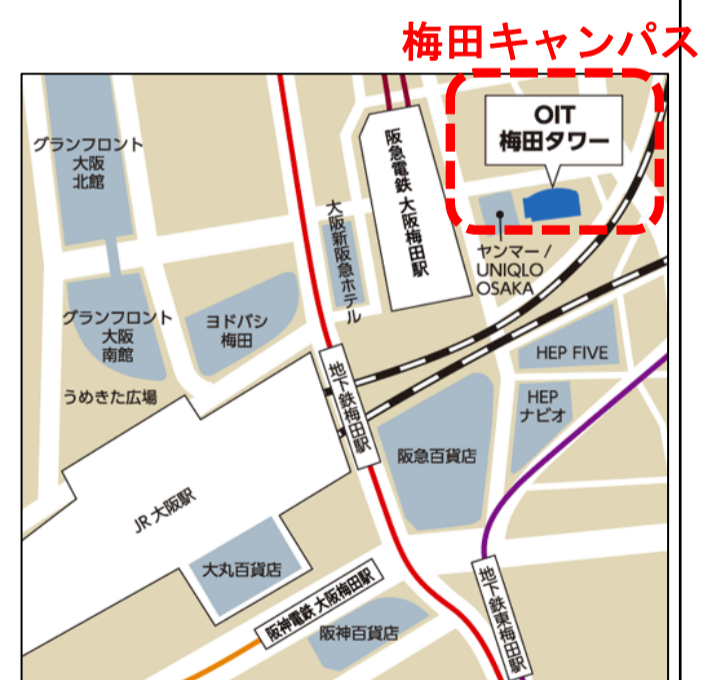 梅田キャンパス
OIT
梅田タワー
グランフロント
大阪
北館
阪急電鉄 大阪梅田駅
大阪新阪急ホテル
ヤンマー /
UNIQLO
OSAKA
グランフロント
大阪
南館
ヨドバシ
梅田
HEP FIVE
うめきた広場
地下鉄梅田駅
HEP
ナビオ
阪急百貨店
JR 大阪駅
大丸百貨店
阪神電鉄 大阪梅田駅
地下鉄東梅田駅
阪神百貨店